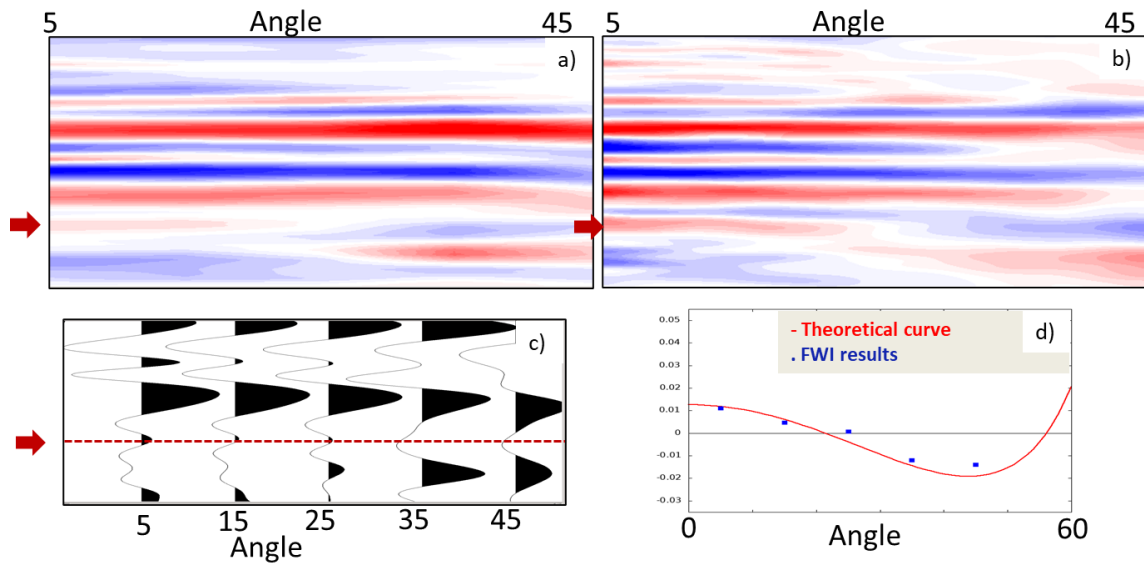 5 Angle 45
a)
5 Angle 45
b)
c)
5 15 25 35 45
Angle
0.05
0.04
0.03
0.02
0.01
0
-0.01
-0.02
-0.03
- Theoretical curve
. FWI results
d)
0 Angle 60